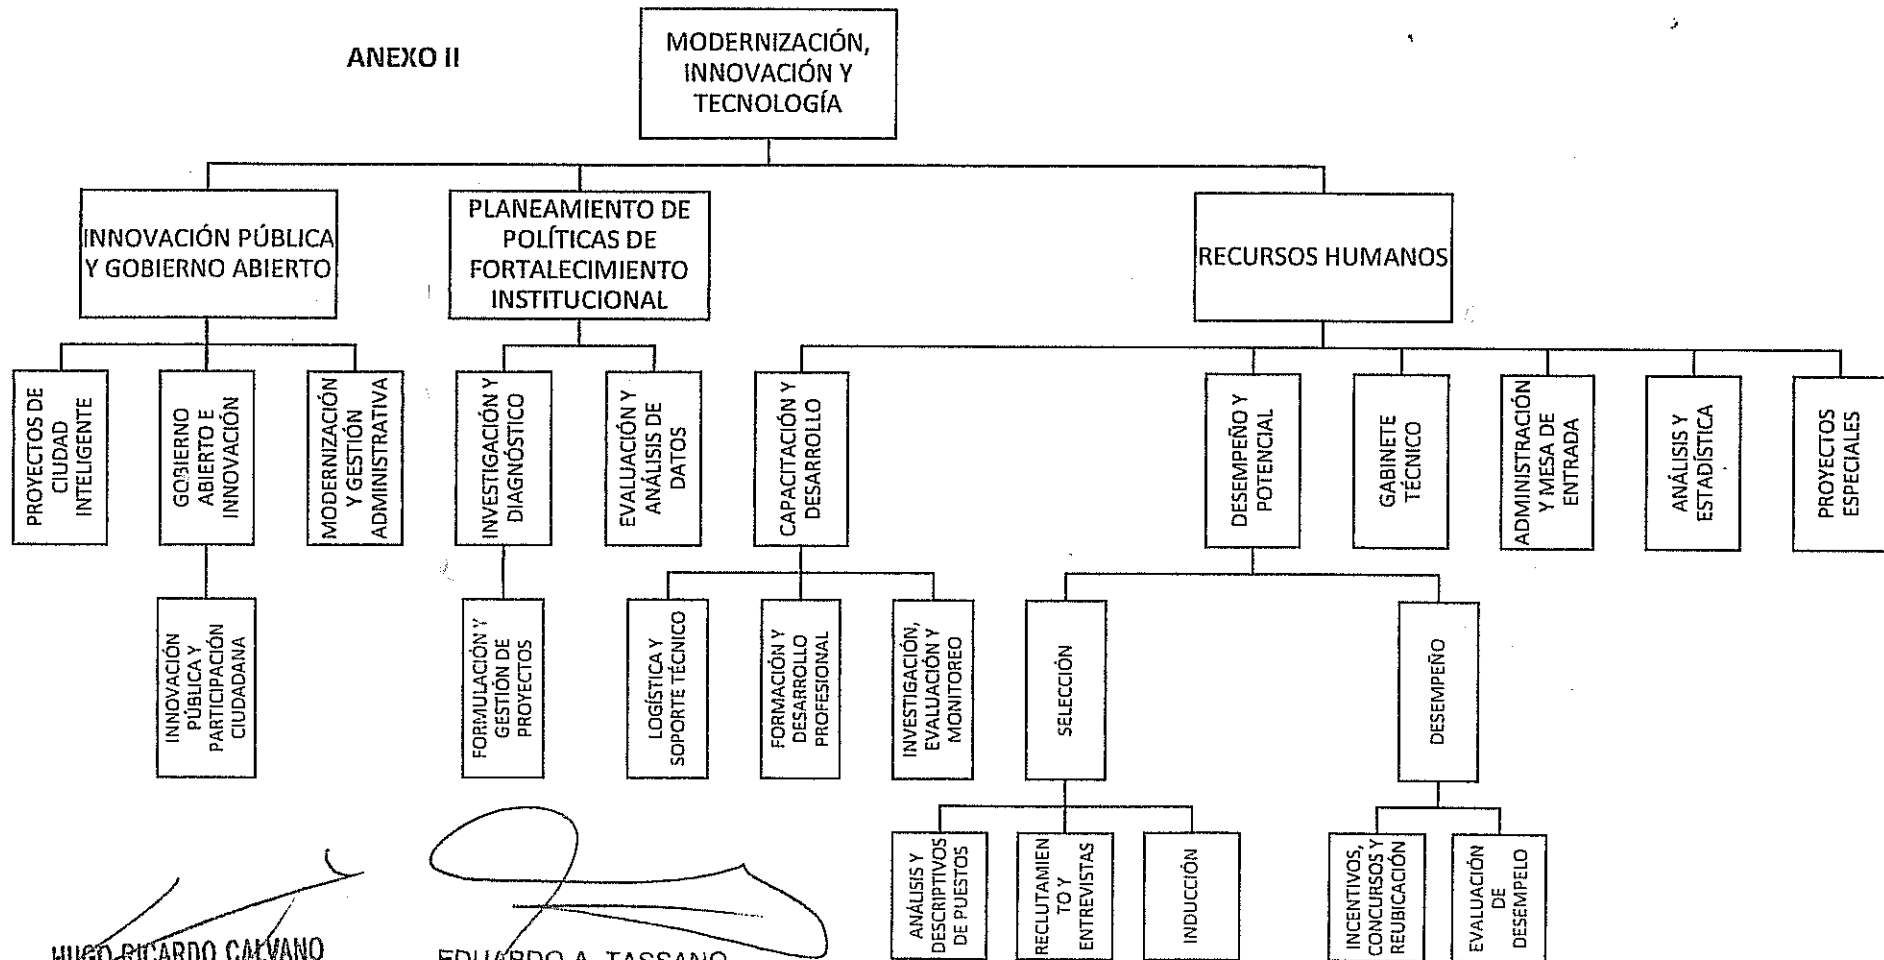 ANEXO II
MODERNIZACIÓN,
INNOVACIÓN Y
TECNOLOGÍA
INNOVACIÓN PÚBLICA
Y GOBIERNO ABIERTO
PLANEAMIENTO DE
POLÍTICAS DE
FORTALECIMIENTO
INSTITUCIONAL
RECURSOS HUMANOS
PROYECTOS DE
CIUDAD
INTELIGENTE
GOBIERNO
ABIERTO E
INNOVACIÓN
MODERNIZACIÓN
Y GESTIÓN
ADMINISTRATIVA
INVESTIGACIÓN Y
DIAGNÓSTICO
EVALUACIÓN Y
ANÁLISIS DE
DATOS
CAPACITACIÓN Y
DESARROLLO
DESEMPEÑO Y
POTENCIAL
GABINETE
TÉCNICO
ADMINISTRACIÓN
Y MESA DE
ENTRADA
ANÁLISIS Y
ESTADÍSTICA
PROYECTOS
ESPECIALES
INNOVACIÓN
PÚBLICA Y
PARTICIPACIÓN
CIUDADANA
FORMULACIÓN Y
GESTIÓN DE
PROYECTOS
LOGÍSTICA Y
SOPORTE TÉCNICO
FORMACIÓN Y
DESARROLLO
PROFESIONAL
INVESTIGACIÓN,
EVALUACIÓN Y
MONITOREO
SELECCIÓN
DESEMPEÑO
ANÁLISIS Y
DESCRIPTIVOS
DE PUESTOS
RECLUTAMIEN
TO Y
ENTREVISTAS
INDUCCIÓN
INCENTIVOS,
CONCURSOS Y
REUBICACIÓN
EVALUACIÓN
DE
DESEMPELO
HUGO RICARDO CALVANO
EDUARDO A. TASSANO